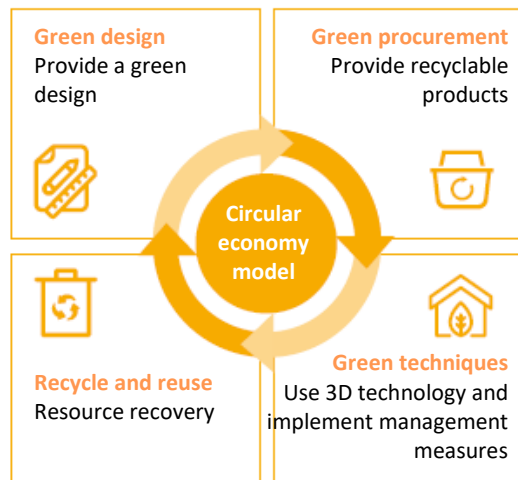 Green design
Provide a green
design
Green procurement
Provide recyclable
products
Circular
economy
model
Recycle and reuse
Resource recovery
Green techniques
Use 3D technology and
implement management
measures